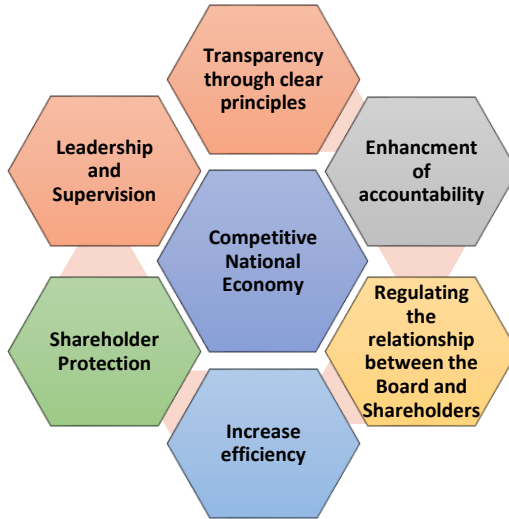 Transparency
through clear
principles
Leadership
and
Supervision
Enhancment
of
accountability
Competitive
National
Economy
Shareholder
Protection
Regulating
the
relationship
between the
Board and
Shareholders
Increase
efficiency